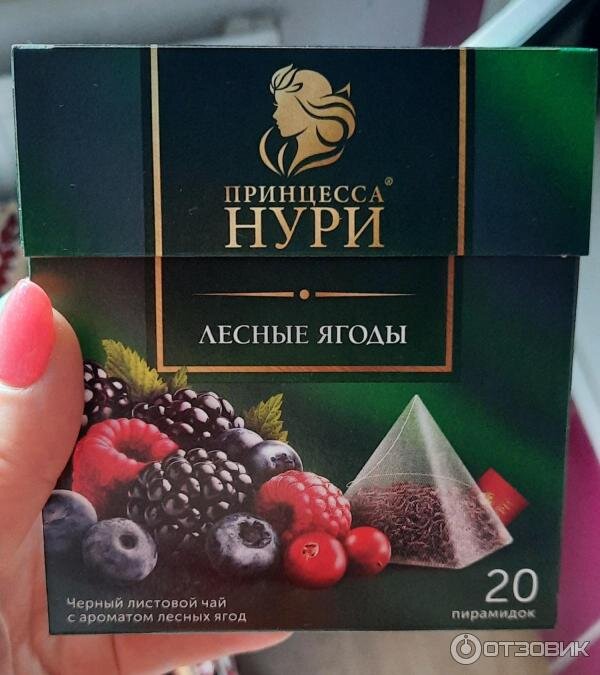 ПРИНЦЕССА®
НУРИ
ЛЕСНЫЕ ЯГОДЫ
Черный листовой чай
с ароматом лесных ягод
20
пирамидок
ОТЗОВИК